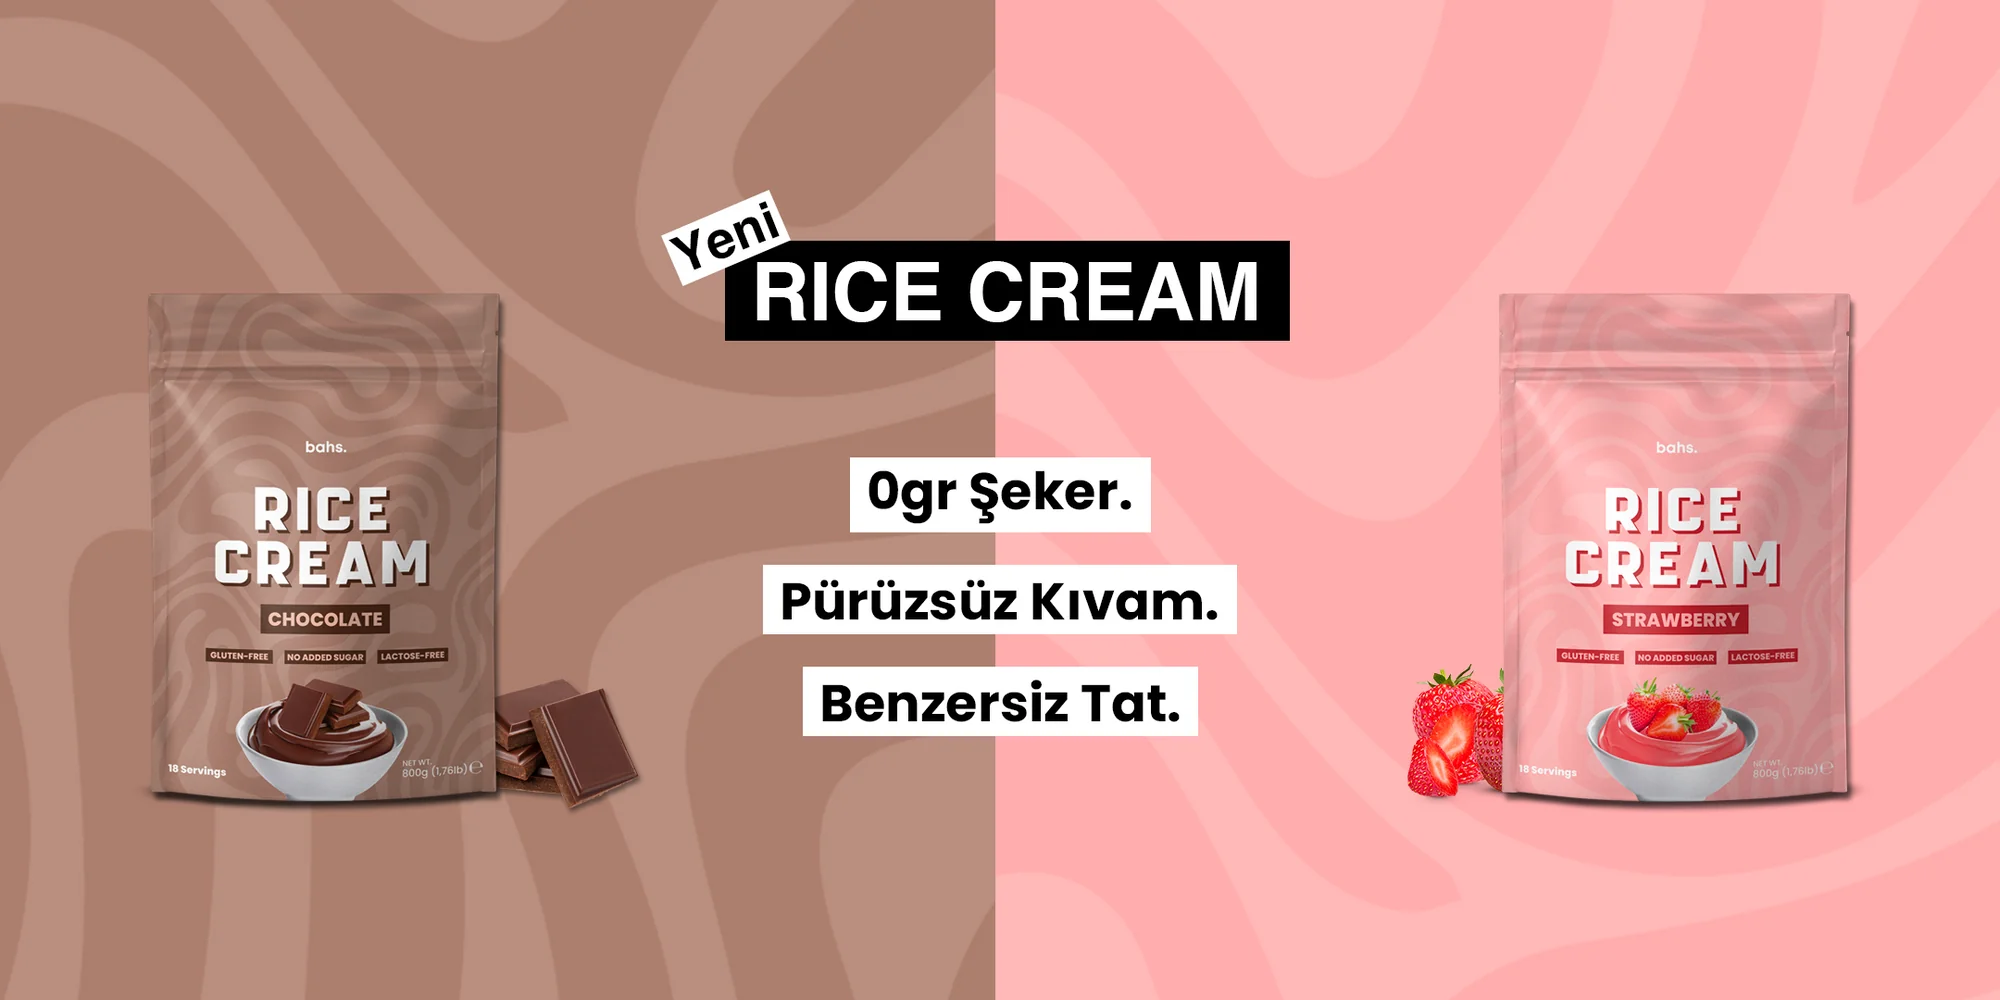 Yeni
RICE CREAM
0gr Şeker.
Pürüzsüz Kıvam.
Benzersiz Tat.
bahs.
RICE
CREAM
CHOCOLATE
GLUTEN-FREE NO ADDED SUGAR LACTOSE-FREE
18 Servings
NET WT.
800g (1,76lb) ℮
bahs.
RICE
CREAM
STRAWBERRY
GLUTEN-FREE NO ADDED SUGAR LACTOSE-FREE
18 Servings
NET WT.
800g (1,76lb) ℮